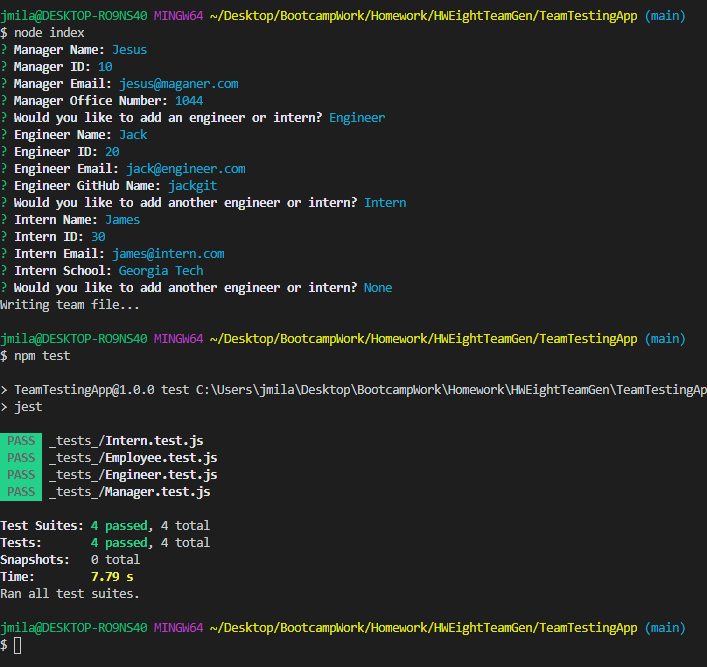 jmila@DESKTOP-RO9NS40 MINGW64 ~/Desktop/BootcampWork/Homework/HWEightTeamGen/TeamTestingApp (main)
$ node index
? Manager Name: Jesus
? Manager ID: 10
? Manager Email: jesus@maganer.com
? Manager Office Number: 1044
? Would you like to add an engineer or intern? Engineer
? Engineer Name: Jack
? Engineer ID: 20
? Engineer Email: jack@engineer.com
? Engineer GitHub Name: jackgit
? Would you like to add another engineer or intern? Intern
? Intern Name: James
? Intern ID: 30
? Intern Email: james@intern.com
? Intern School: Georgia Tech
? Would you like to add another engineer or intern? None
Writing team file...
jmila@DESKTOP-RO9NS40 MINGW64 ~/Desktop/BootcampWork/Homework/HWEightTeamGen/TeamTestingApp (main)
$ npm test
> TeamTestingApp@1.0.0 test C:\Users\jmila\Desktop\BootcampWork\Homework\HWEightTeamGen\TeamTestingAp
> jest
PASS _tests_/Intern.test.js
PASS _tests_/Employee.test.js
PASS _tests_/Engineer.test.js
PASS _tests_/Manager.test.js
Test Suites: 4 passed, 4 total
Tests: 4 passed, 4 total
Snapshots: 0 total
Time: 7.79 s
Ran all test suites.
jmila@DESKTOP-RO9NS40 MINGW64 ~/Desktop/BootcampWork/Homework/HWEightTeamGen/TeamTestingApp (main)
$